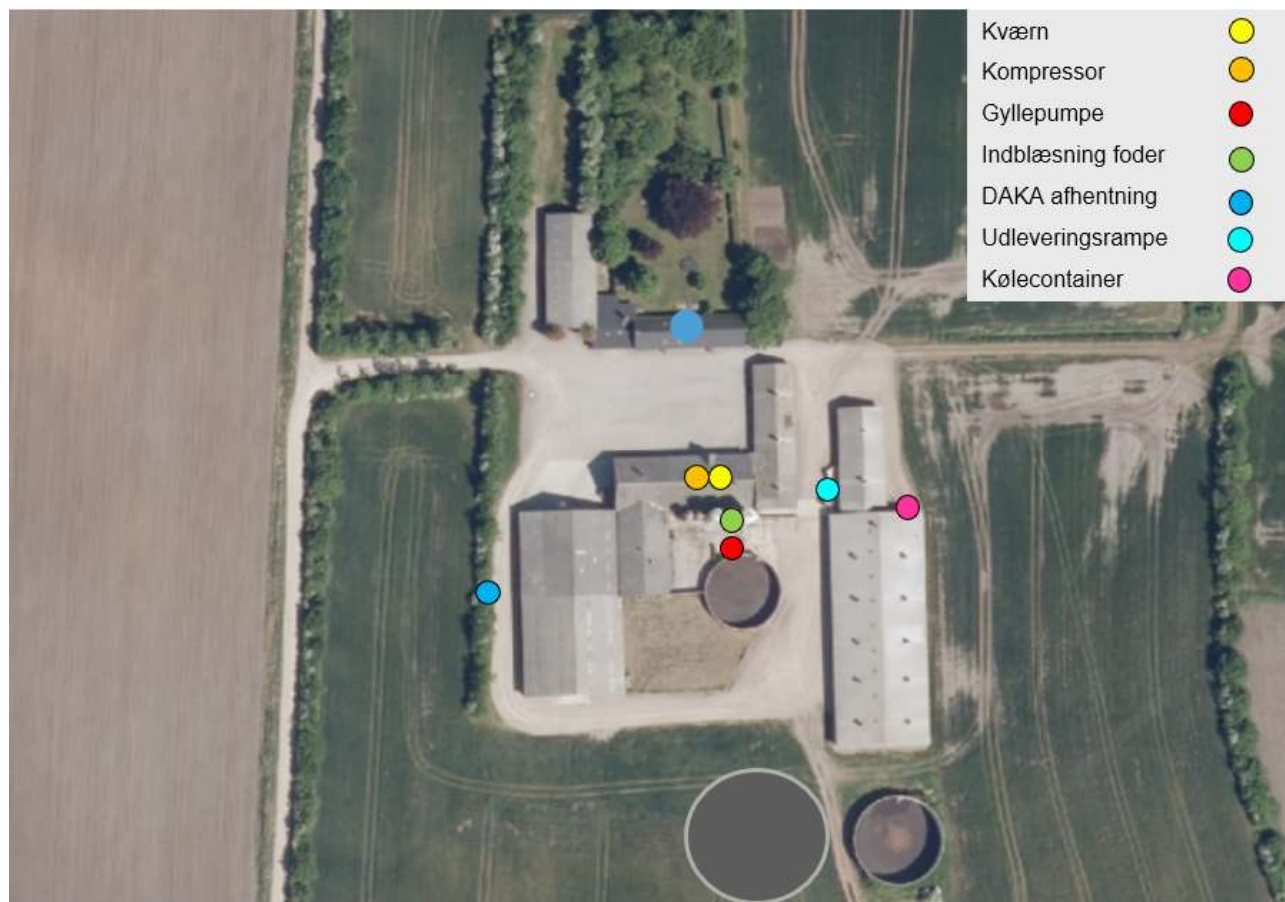 Kværn
Kompressor
Gyllepumpe
Indblæsning foder
DAKA afhentning
Udleveringsrampe
Kølecontainer